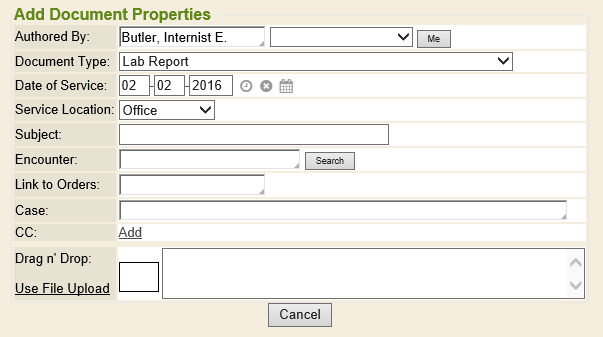 Add Document Properties
Authored By: Butler, Internist E. Me
Document Type: Lab Report
Date of Service: 02-02-2016
Service Location: Office
Subject:
Encounter: Search
Link to Orders:
Case:
CC: Add
Drag n' Drop:
Use File Upload
Cancel